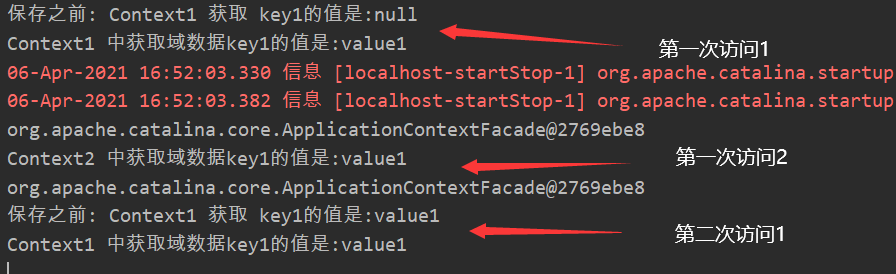 保存之前: Context1 获取 key1的值是:null
Context1 中获取域数据key1的值是:value1
第一次访问1
06-Apr-2021 16:52:03.330 信息 [localhost-startStop-1] org.apache.catalina.startup
06-Apr-2021 16:52:03.382 信息 [localhost-startStop-1] org.apache.catalina.startup
org.apache.catalina.core.ApplicationContextFacade@2769ebe8
Context2 中获取域数据key1的值是:value1
第一次访问2
org.apache.catalina.core.ApplicationContextFacade@2769ebe8
保存之前: Context1 获取 key1的值是:value1
第二次访问1
Context1 中获取域数据key1的值是:value1